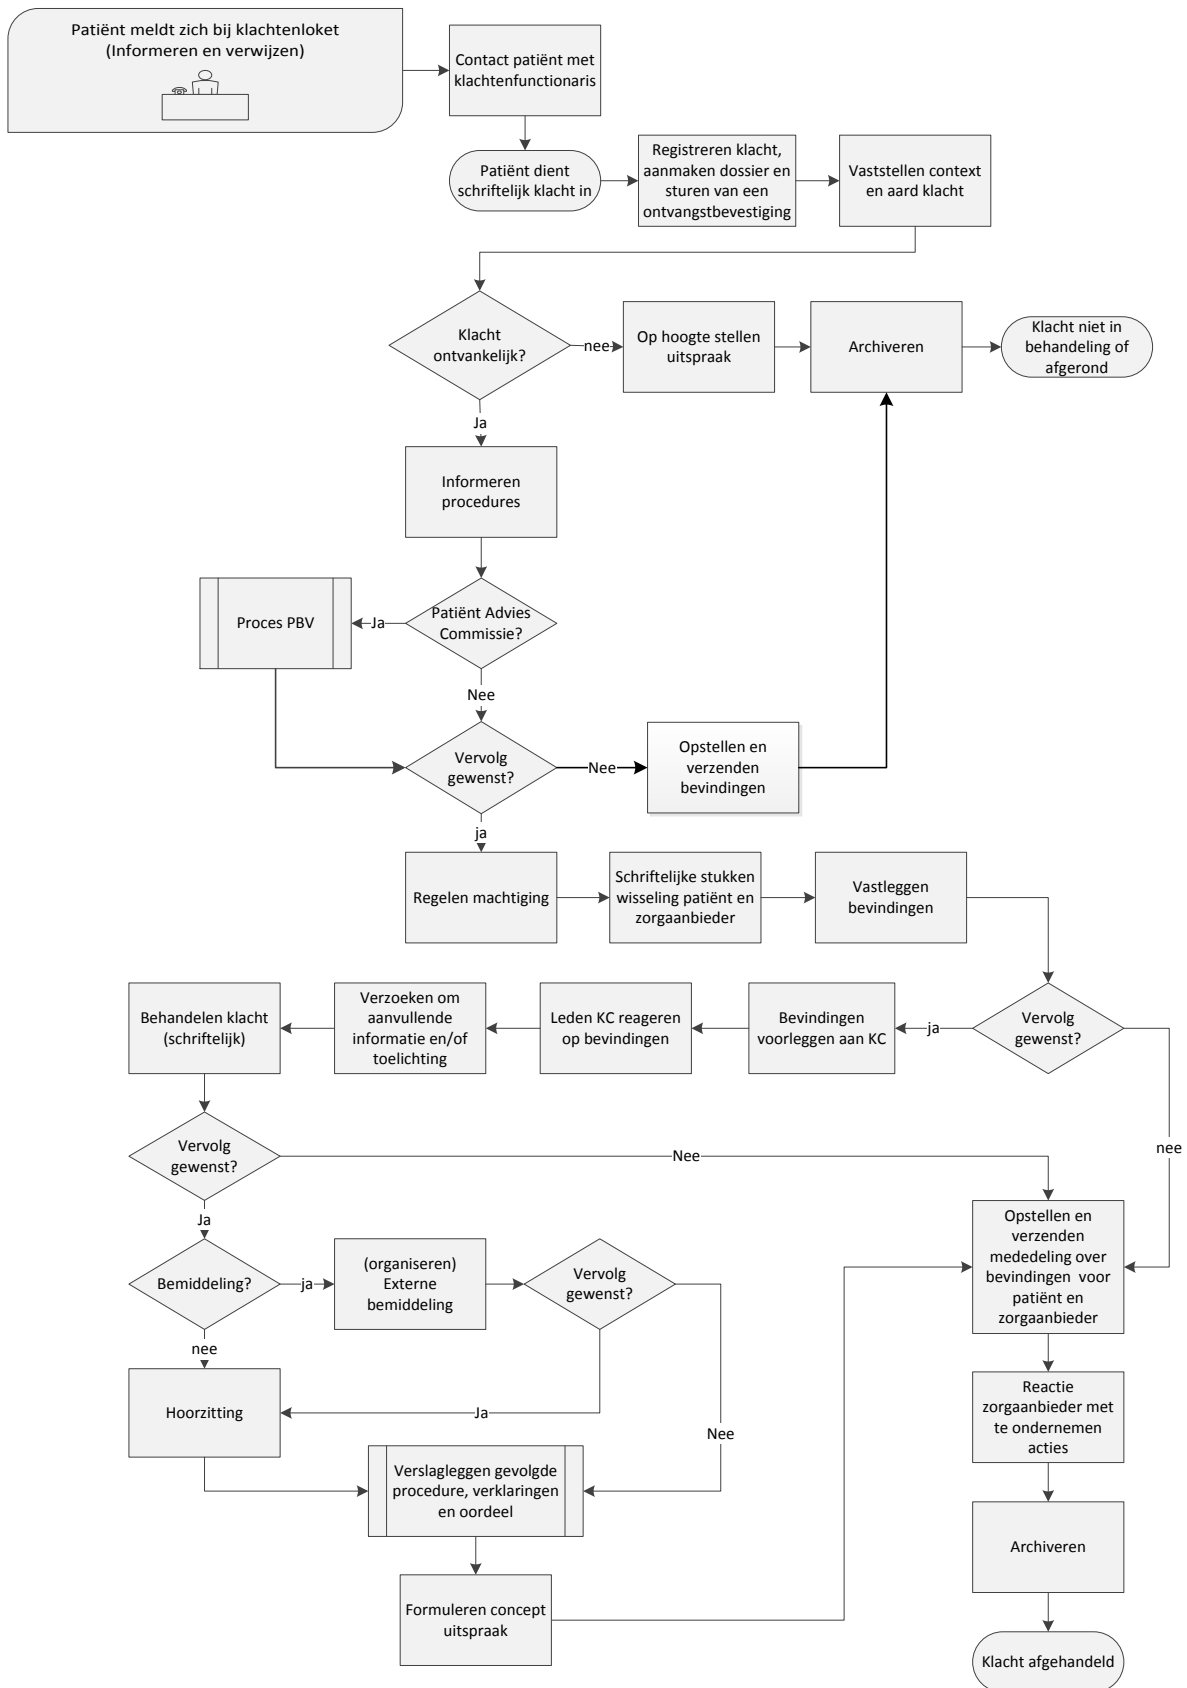 Patiënt meldt zich bij klachtenloket
(Informeren en verwijzen)
Contact patiënt met
klachtenfunctionaris
Patiënt dient
schriftelijk klacht in
Registreren klacht,
aanmaken dossier en
sturen van een
ontvangstbevestiging
Vaststellen context
en aard klacht
Klacht
ontvankelijk?
nee
Op hoogte stellen
uitspraak
Archiveren
Klacht niet in
behandeling of
afgerond
Ja
Informeren
procedures
Patiënt Advies
Commissie?
Ja
Proces PBV
Nee
Vervolg
gewenst?
Nee
Opstellen en
verzenden
bevindingen
ja
Regelen machtiging
Schriftelijke stukken
wisseling patiënt en
zorgaanbieder
Vastleggen
bevindingen
Vervolg
gewenst?
ja
Bevindingen
voorleggen aan KC
Leden KC reageren
op bevindingen
Verzoeken om
aanvullende
informatie en/of
toelichting
Behandelen klacht
(schriftelijk)
nee
Vervolg
gewenst?
Nee
Opstellen en
verzenden
mededeling over
bevindingen voor
patiënt en
zorgaanbieder
Ja
Bemiddeling?
ja
(organiseren)
Externe
bemiddeling
Vervolg
gewenst?
nee
Hoorzitting
Ja
Nee
Reactie
zorgaanbieder met
te ondernemen
acties
Verslagleggen gevolgde
procedure, verklaringen
en oordeel
Archiveren
Formuleren concept
uitspraak
Klacht afgehandeld